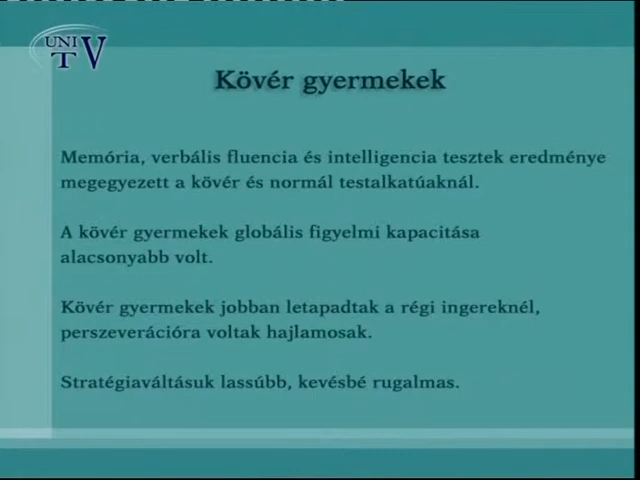 UNI
TV
Kövér gyermekek
Memória, verbális fluencia és intelligencia tesztek eredménye
megegyezett a kövér és normál testalkatúaknál.
A kövér gyermekek globális figyelmi kapacitása
alacsonyabb volt.
Kövér gyermekek jobban letapadtak a régi ingereknél,
perszeverációra voltak hajlamosak.
Stratégiaváltásuk lassúbb, kevésbé rugalmas.